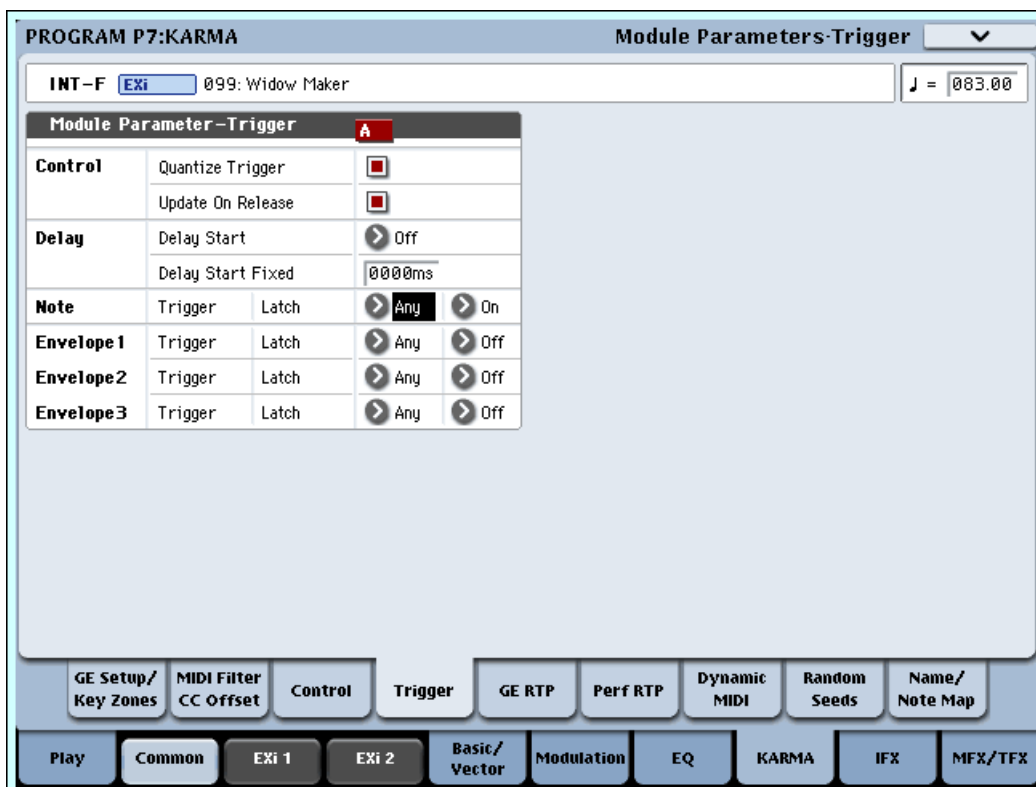 PROGRAM P7:KARMA Module Parameters-Trigger
INT-F EXi 099: Widow Maker ♩ = 083.00
Module Parameter-Trigger A
Control Quantize Trigger
Update On Release
Delay Delay Start Off
Delay Start Fixed 0000ms
Note Trigger Latch Any On
Envelope1 Trigger Latch Any Off
Envelope2 Trigger Latch Any Off
Envelope3 Trigger Latch Any Off
GE Setup/ MIDI Filter Control Trigger GE RTP Perf RTP Dynamic Random Name/
Key Zones CC Offset MIDI Seeds Note Map
Play Common EXi 1 EXi 2 Basic/ Modulation EQ KARMA IFX MFX/TFX
Vector